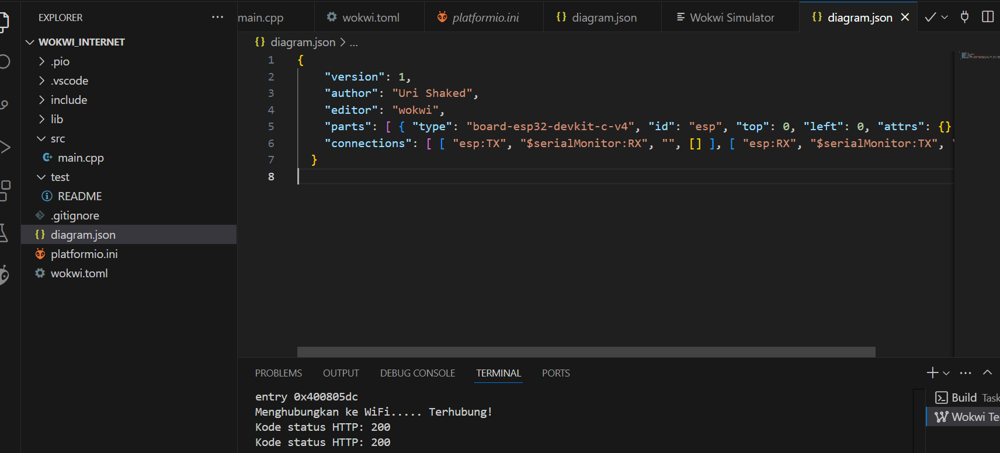 EXPLORER
···
main.cpp
wokwi.toml
platformio.ini
{} diagram.json
Wokwi Simulator
{} diagram.json
WOKWI_INTERNET
.pio
.vscode
include
lib
src
main.cpp
test
README
.gitignore
{} diagram.json
platformio.ini
wokwi.toml
{} diagram.json > ...
1 {
2 "version": 1,
3 "author": "Uri Shaked",
4 "editor": "wokwi",
5 "parts": [ { "type": "board-esp32-devkit-c-v4", "id": "esp", "top": 0, "left": 0, "attrs": {}
6 "connections": [ [ "esp:TX", "$serialMonitor:RX", "", [] ], [ "esp:RX", "$serialMonitor:TX", "
7 }
8
PROBLEMS
OUTPUT
DEBUG CONSOLE
TERMINAL
PORTS
entry 0x400805dc
Menghubungkan ke WiFi..... Terhubung!
Kode status HTTP: 200
Kode status HTTP: 200
Build Task
Wokwi Te